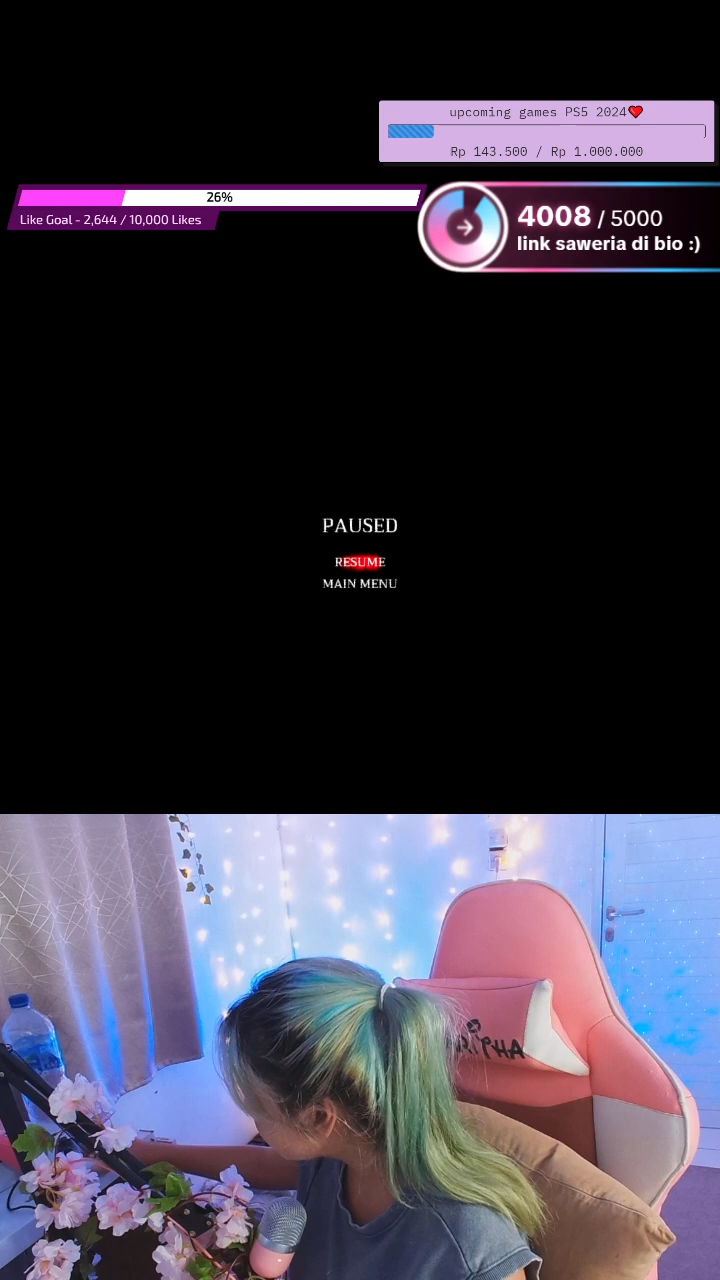 upcoming games PS5 2024❤
Rp 143.500 / Rp 1.000.000
26%
Like Goal - 2,644 / 10,000 Likes
4008 / 5000
link saweria di bio :)
PAUSED
RESUME
MAIN MENU